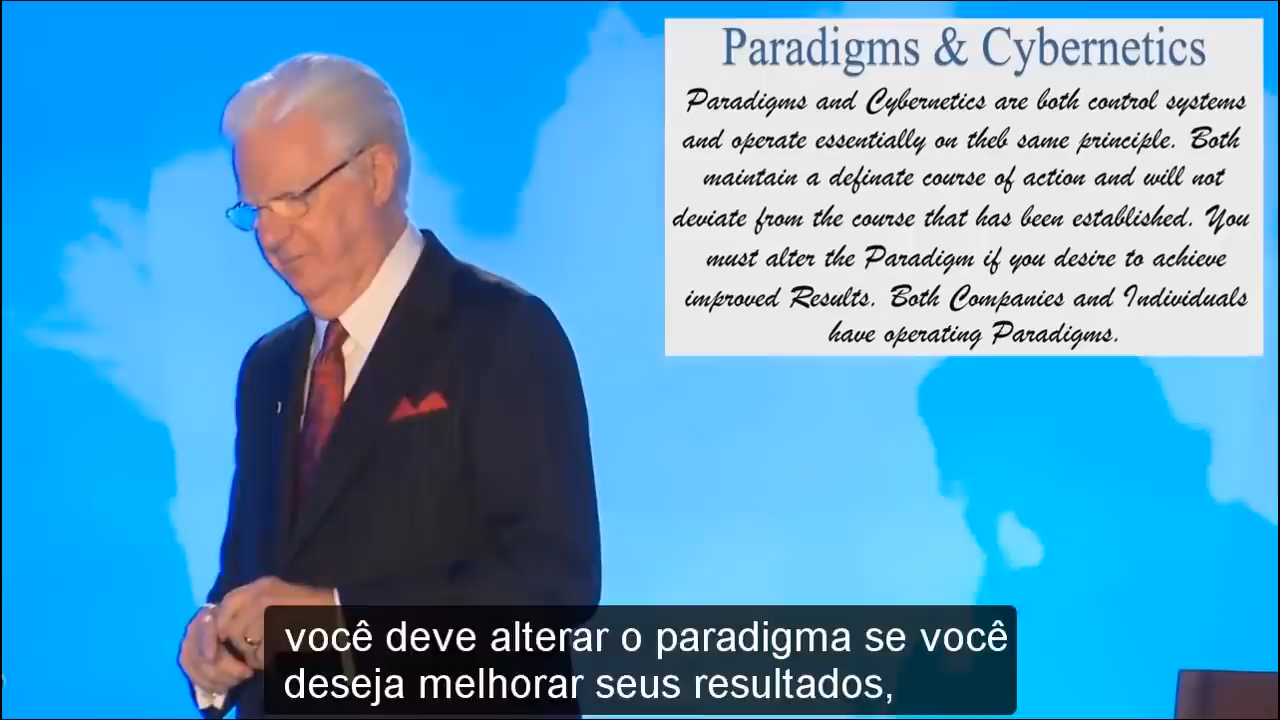 Paradigms & Cybernetics
Paradigms and Cybernetics are both control systems
and operate essentially on theb same principle. Both
maintain a definate course of action and will not
deviate from the course that has been established. You
must alter the Paradigm if you desire to achieve
improved Results. Both Companies and Individuals
have operating Paradigms.
você deve alterar o paradigma se você
deseja melhorar seus resultados,